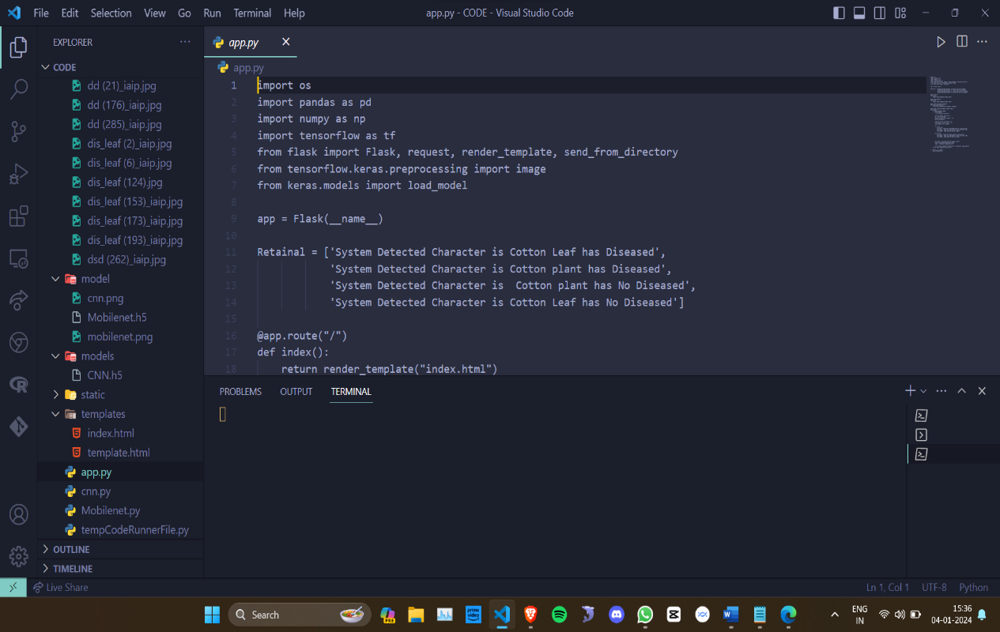 File Edit Selection View Go Run Terminal Help
app.py - CODE - Visual Studio Code
EXPLORER
CODE
dd (21)_iaip.jpg
dd (176)_iaip.jpg
dd (285)_iaip.jpg
dis_leaf (2)_iaip.jpg
dis_leaf (6)_iaip.jpg
dis_leaf (124).jpg
dis_leaf (153)_iaip.jpg
dis_leaf (173)_iaip.jpg
dis_leaf (193)_iaip.jpg
dsd (262)_iaip.jpg
model
cnn.png
Mobilenet.h5
mobilenet.png
models
CNN.h5
static
templates
index.html
template.html
app.py
cnn.py
Mobilenet.py
tempCodeRunnerFile.py
OUTLINE
TIMELINE
app.py
app.py
1 import os
2 import pandas as pd
3 import numpy as np
4 import tensorflow as tf
5 from flask import Flask, request, render_template, send_from_directory
6 from tensorflow.keras.preprocessing import image
7 from keras.models import load_model
8
9 app = Flask(__name__)
10
11 Retainal = ['System Detected Character is Cotton Leaf has Diseased',
12 'System Detected Character is Cotton plant has Diseased',
13 'System Detected Character is  Cotton plant has No Diseased',
14 'System Detected Character is Cotton Leaf has No Diseased']
15
16 @app.route("/")
17 def index():
18 return render_template("index.html")
PROBLEMS OUTPUT TERMINAL
Live Share
Ln 1, Col 1 UTF-8 Python
Search
PRE
prime video
ENG
IN
15:36
04-01-2024